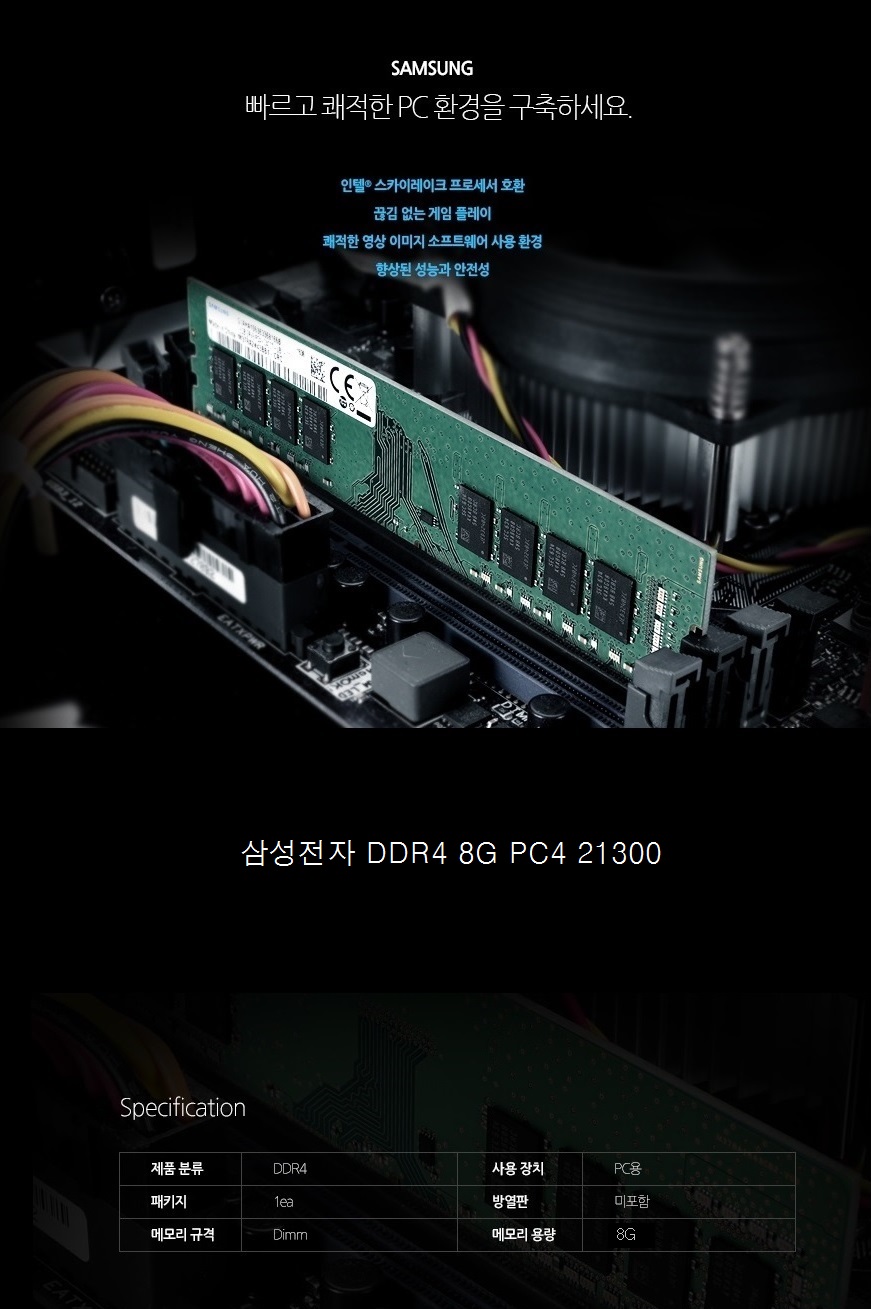 SAMSUNG
빠르고 쾌적한 PC 환경을 구축하세요.
인텔® 스카이레이크 프로세서 호환
끊김 없는 게임 플레이
쾌적한 영상 이미지 소프트웨어 사용 환경
향상된 성능과 안전성
SAMSUNG
CE
SAMSUNG
EATXPWR
삼성전자 DDR4 8G PC4 21300
Specification
제품 분류 DDR4 사용 장치 PC용
패키지 1ea 방열판 미포함
메모리 규격 Dimm 메모리 용량 8G